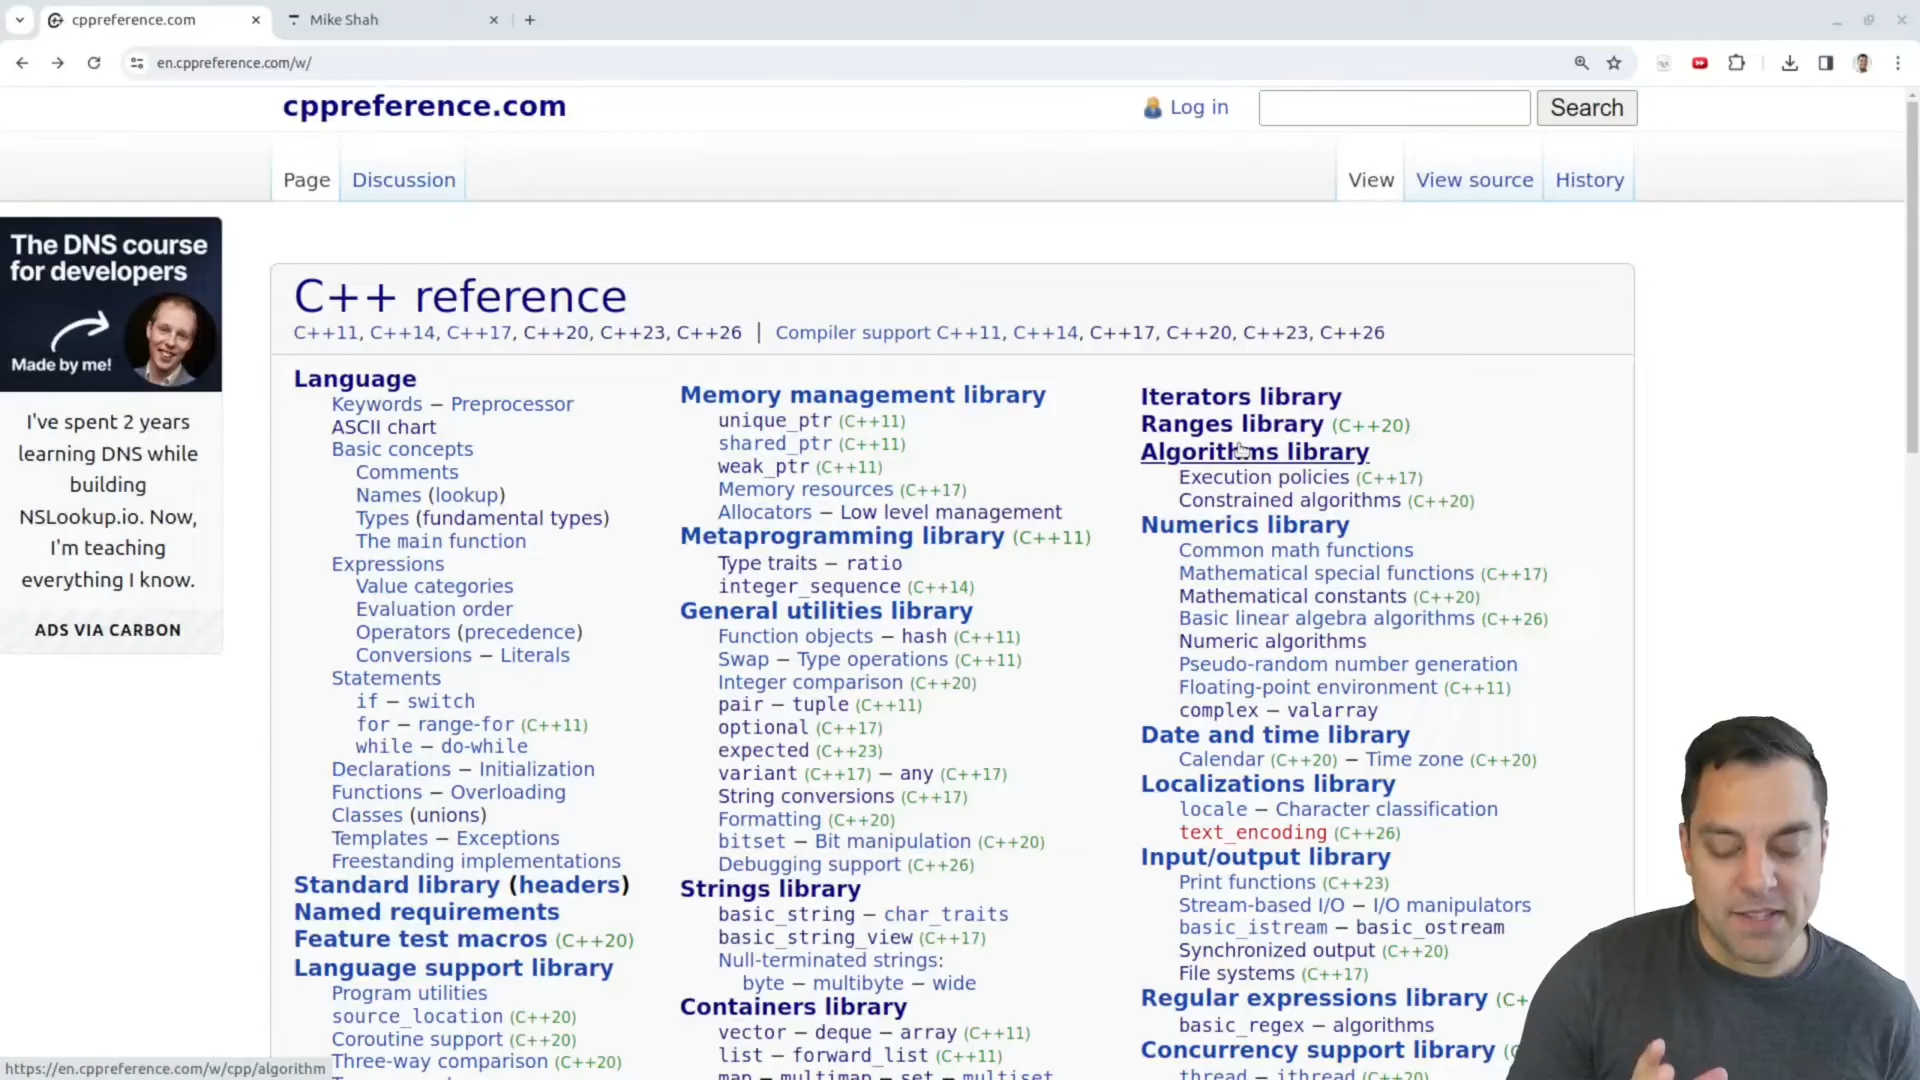 cppreference.com
Mike Shah
en.cppreference.com/w/
cppreference.com
Log in
Search
Page
Discussion
View
View source
History
The DNS course
for developers
Made by me!
I've spent 2 years
learning DNS while
building
NSLookup.io. Now,
I'm teaching
everything I know.
ADS VIA CARBON
C++ reference
C++11, C++14, C++17, C++20, C++23, C++26 | Compiler support C++11, C++14, C++17, C++20, C++23, C++26
Language
Keywords − Preprocessor
ASCII chart
Basic concepts
Comments
Names (lookup)
Types (fundamental types)
The main function
Expressions
Value categories
Evaluation order
Operators (precedence)
Conversions − Literals
Statements
if − switch
for − range-for (C++11)
while − do-while
Declarations − Initialization
Functions − Overloading
Classes (unions)
Templates − Exceptions
Freestanding implementations
Standard library (headers)
Named requirements
Feature test macros (C++20)
Language support library
Program utilities
source_location (C++20)
Coroutine support (C++20)
Three-way comparison (C++20)
Memory management library
unique_ptr (C++11)
shared_ptr (C++11)
weak_ptr (C++11)
Memory resources (C++17)
Allocators − Low level management
Metaprogramming library (C++11)
Type traits − ratio
integer_sequence (C++14)
General utilities library
Function objects − hash (C++11)
Swap − Type operations (C++11)
Integer comparison (C++20)
pair − tuple (C++11)
optional (C++17)
expected (C++23)
variant (C++17) − any (C++17)
String conversions (C++17)
Formatting (C++20)
bitset − Bit manipulation (C++20)
Debugging support (C++26)
Strings library
basic_string − char_traits
basic_string_view (C++17)
Null-terminated strings:
byte − multibyte − wide
Containers library
vector − deque − array (C++11)
list − forward_list (C++11)
map − multimap − set − multiset
Iterators library
Ranges library (C++20)
Algorithms library
Execution policies (C++17)
Constrained algorithms (C++20)
Numerics library
Common math functions
Mathematical special functions (C++17)
Mathematical constants (C++20)
Basic linear algebra algorithms (C++26)
Numeric algorithms
Pseudo-random number generation
Floating-point environment (C++11)
complex − valarray
Date and time library
Calendar (C++20) − Time zone (C++20)
Localizations library
locale − Character classification
text_encoding (C++26)
Input/output library
Print functions (C++23)
Stream-based I/O − I/O manipulators
basic_istream − basic_ostream
Synchronized output (C++20)
File systems (C++17)
Regular expressions library (C+
basic_regex − algorithms
Concurrency support library
thread − jthread (C++20)
https://en.cppreference.com/w/cpp/algorithm